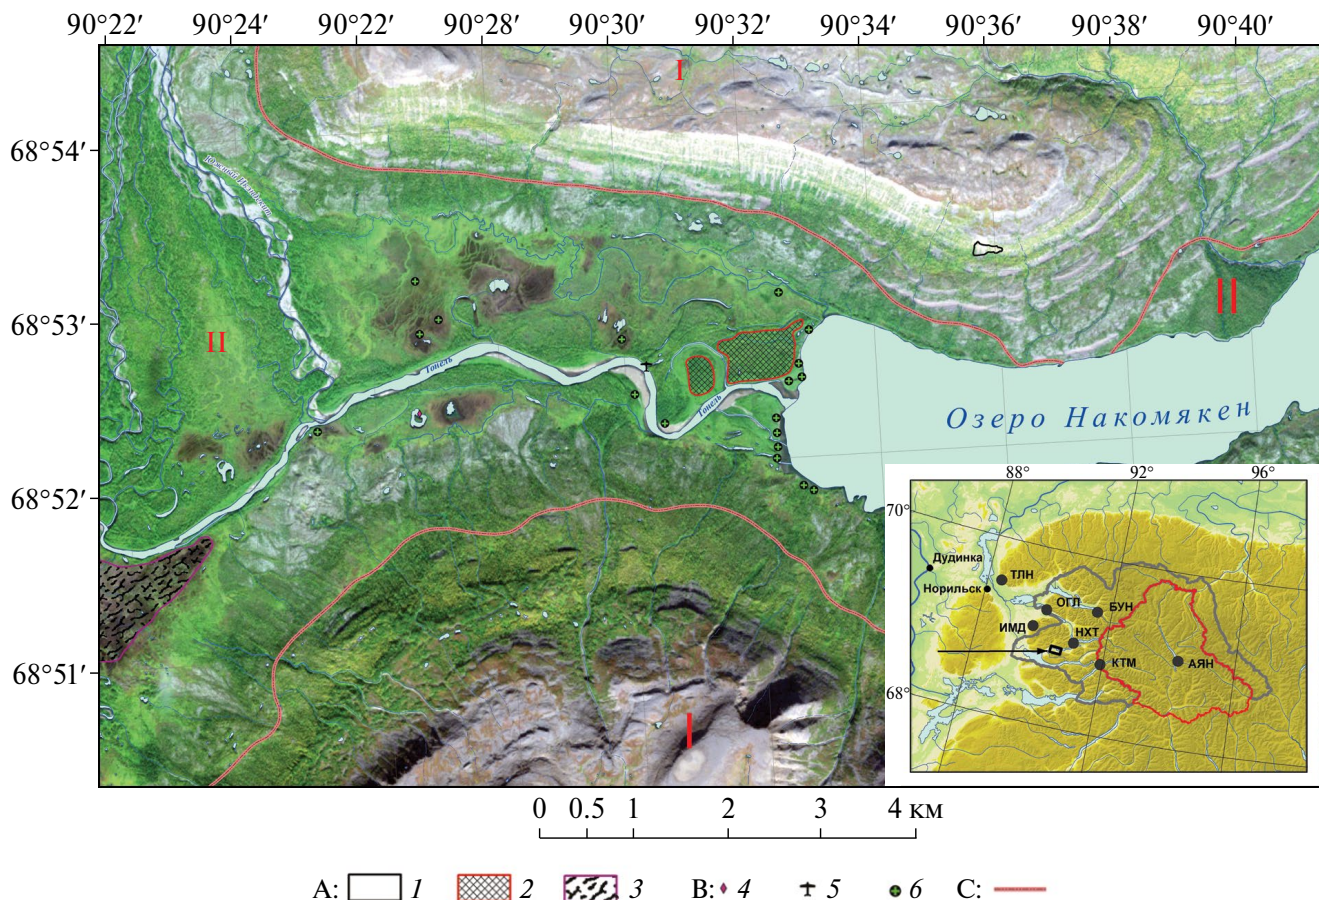 90°22′ 90°24′ 90°22′ 90°28′ 90°30′ 90°32′ 90°34′ 90°36′ 90°38′ 90°40′
68°54′
68°53′
68°52′
68°51′
I
II
II
I
Тонель
Тонель
Озеро Накомякен
88° 92° 96°
70°
68°
Дудинка
Норильск
ТЛН
ОГЛ
БУН
ИМД
НХТ
КТМ
АЯН
0 0.5 1 2 3 4 км
А: 1 2 3 В: 4 5 6 С: